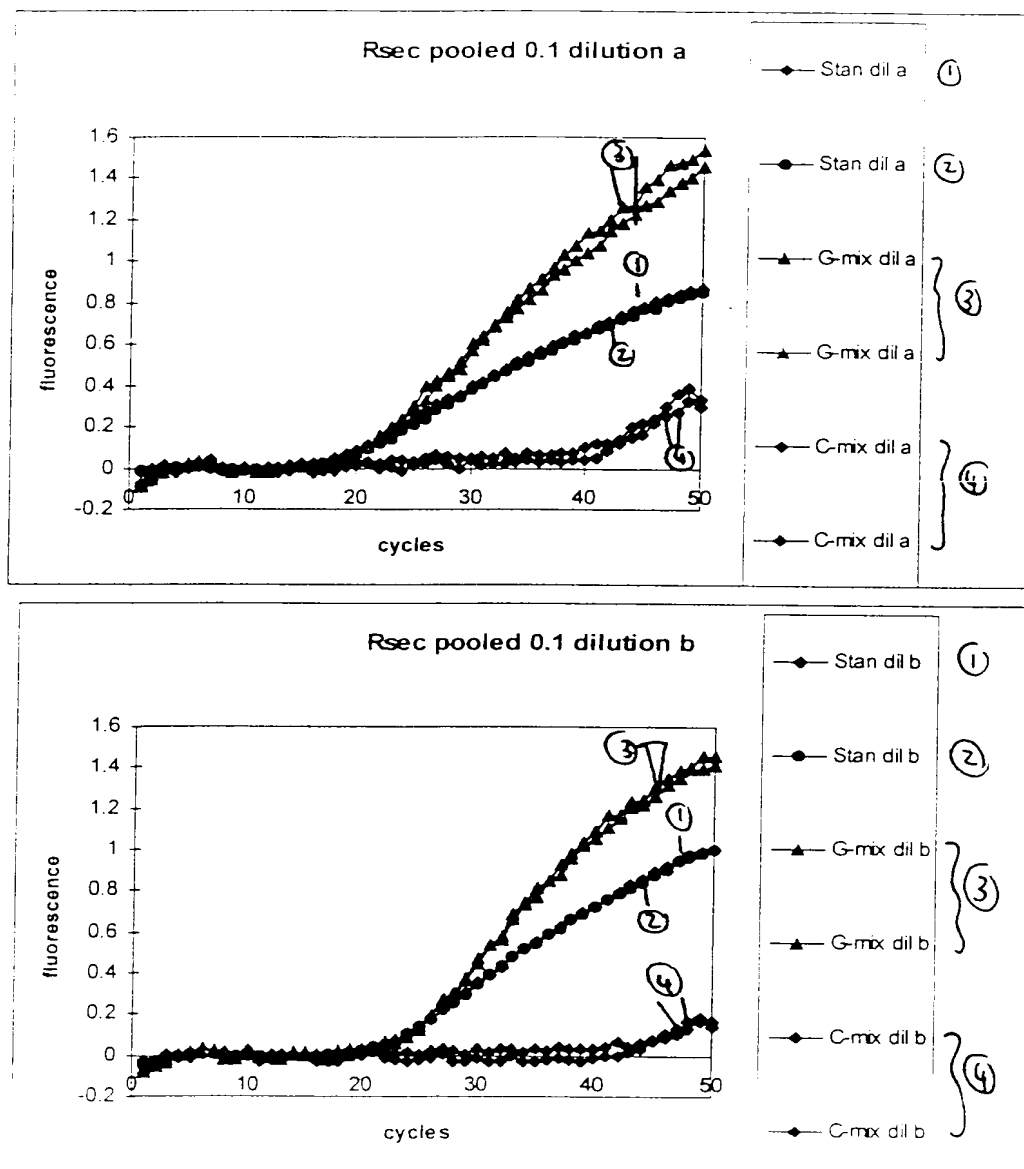 Rsec pooled 0.1 dilution a
fluorescence
1.6
1.4
1.2
1
0.8
0.6
0.4
0.2
0
-0.2
0
10
20
30
40
50
cycles
③
①
②
④
Stan dil a ①
Stan dil a ②
G-mix dil a
③
G-mix dil a
C-mix dil a
④
C-mix dil a
Rsec pooled 0.1 dilution b
fluorescence
1.6
1.4
1.2
1
0.8
0.6
0.4
0.2
0
-0.2
0
10
20
30
40
50
cycles
③
①
②
④
Stan dil b ①
Stan dil b ②
G-mix dil b
③
G-mix dil b
C-mix dil b
④
C-mix dil b